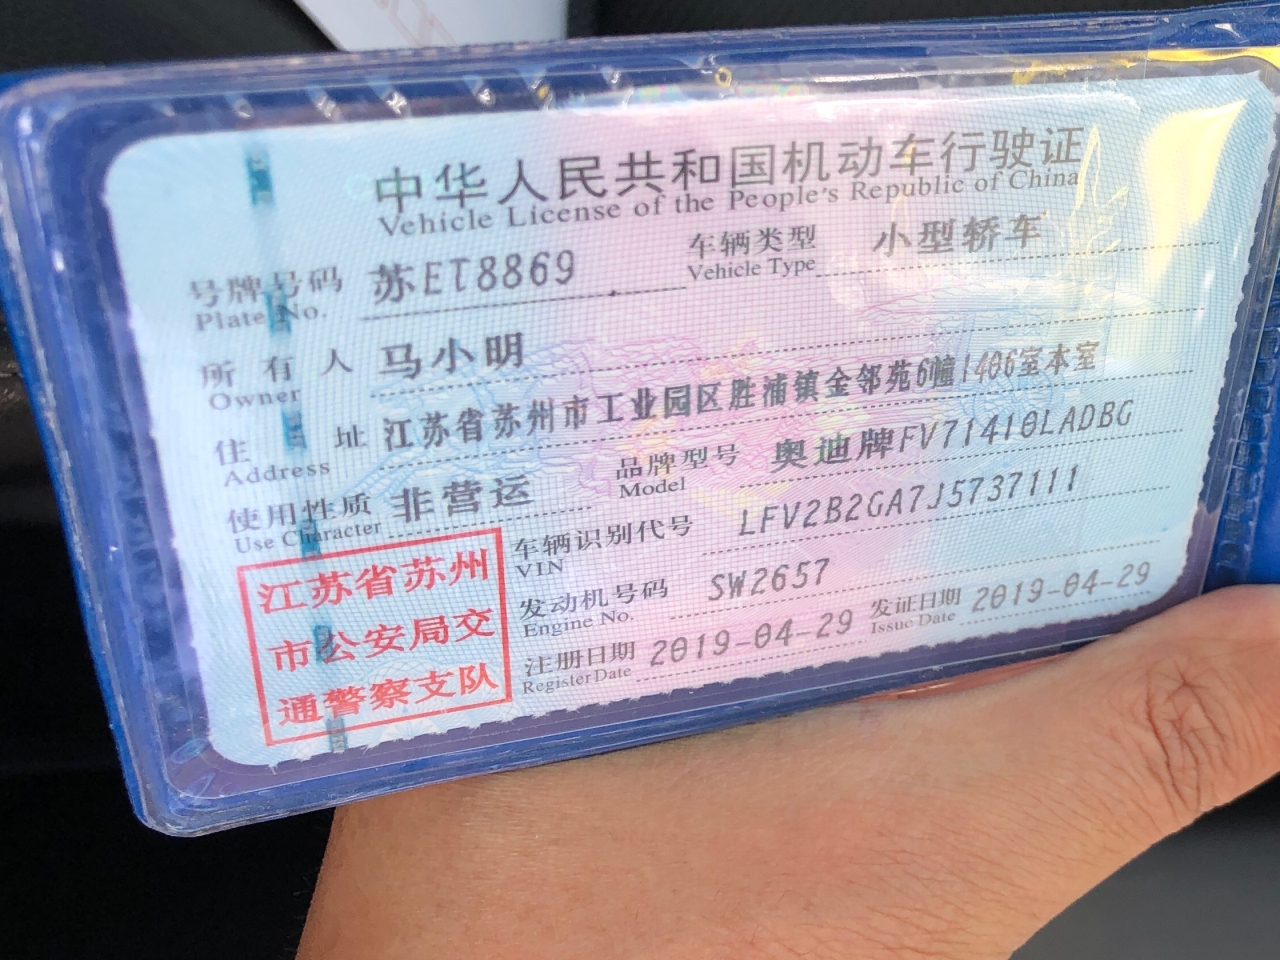 中华人民共和国机动车行驶证
Vehicle License of the People's Republic of China
号牌号码 苏ET8869 车辆类型 小型轿车
Plate No. Vehicle Type
所有人 马小明
Owner
住址 江苏省苏州市工业园区胜浦镇金邻苑6幢1406室本室
Address
使用性质 非营运 品牌型号 奥迪牌FV71410LADBG
Use Character Model
车辆识别代号 LFV2B2GA7J5737111
VIN
发动机号码 SW2657
Engine No.
注册日期 2019-04-29 发证日期 2019-04-29
Register Date Issue Date
江苏省苏州
市公安局交
通警察支队